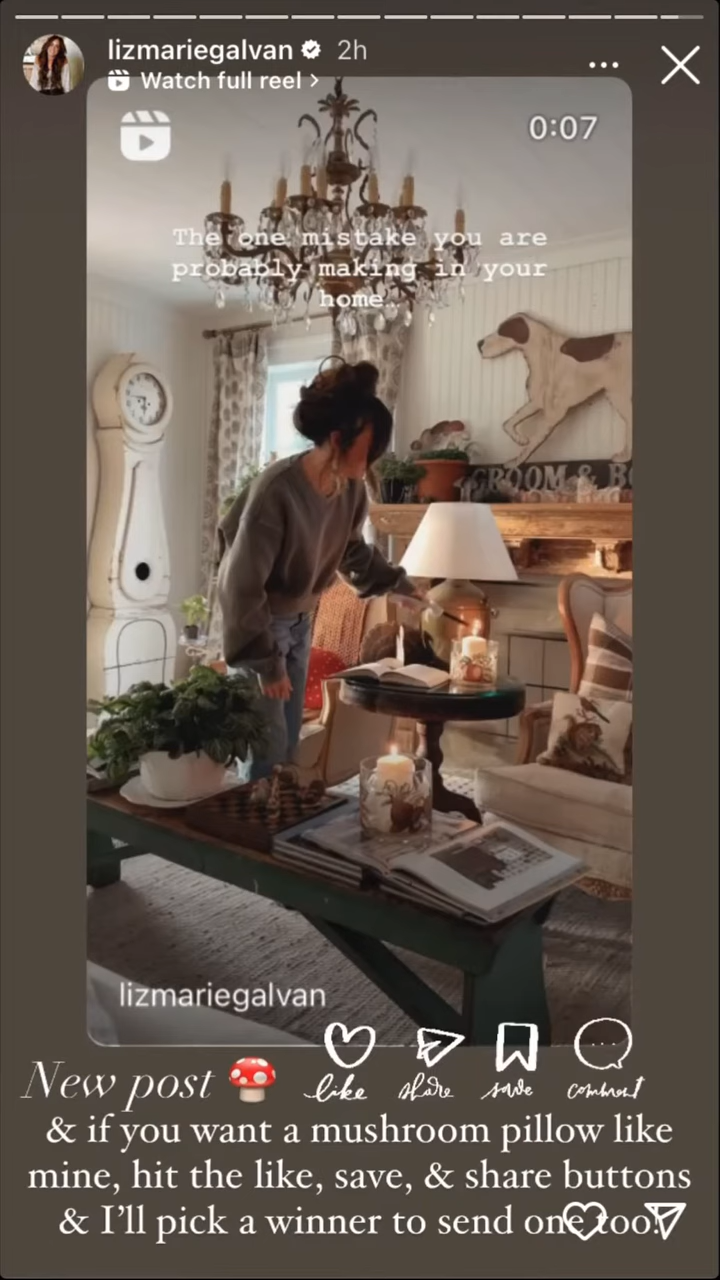 lizmariegalvan 2h
Watch full reel >
0:07
The one mistake you are
probably making in your
home…
GROOM & BO
lizmariegalvan
New post 🍄 like share save comment
& if you want a mushroom pillow like
mine, hit the like, save, & share buttons
& I'll pick a winner to send one too!